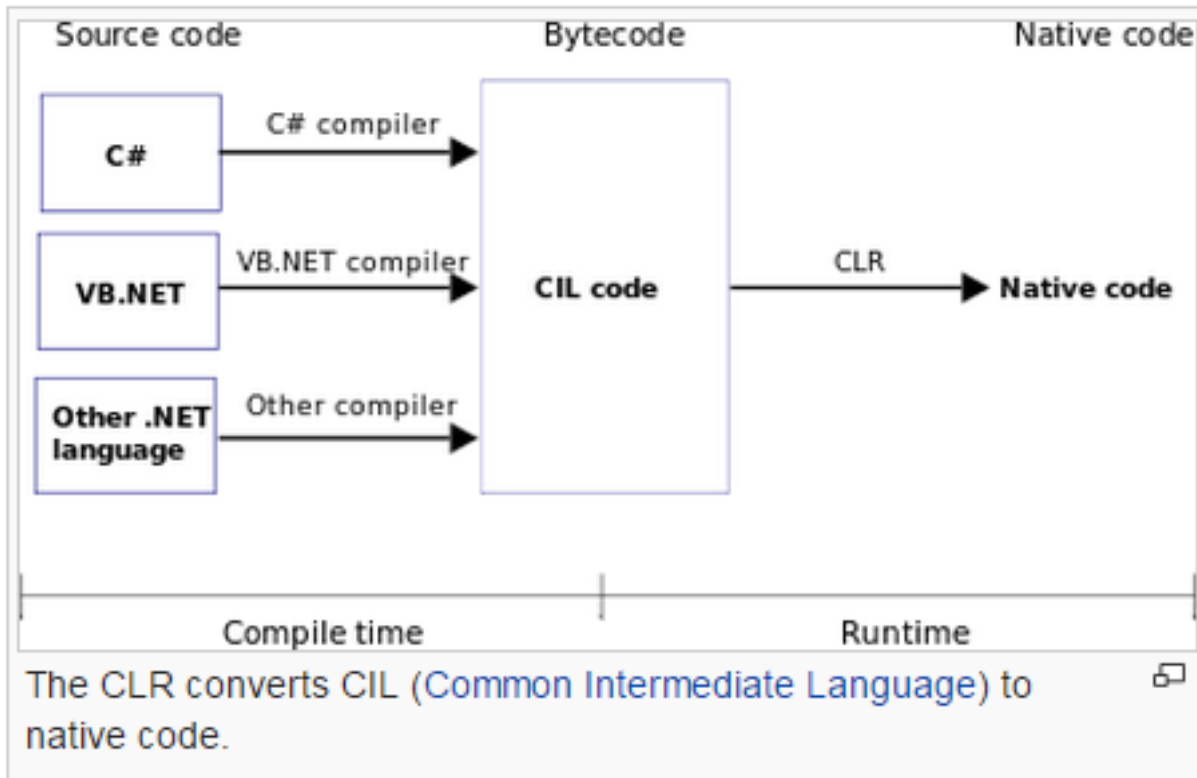 Source code
Bytecode
Native code
C#
C# compiler
VB.NET
VB.NET compiler
CIL code
CLR
Native code
Other .NET
language
Other compiler
Compile time
Runtime
The CLR converts CIL (Common Intermediate Language) to
native code.